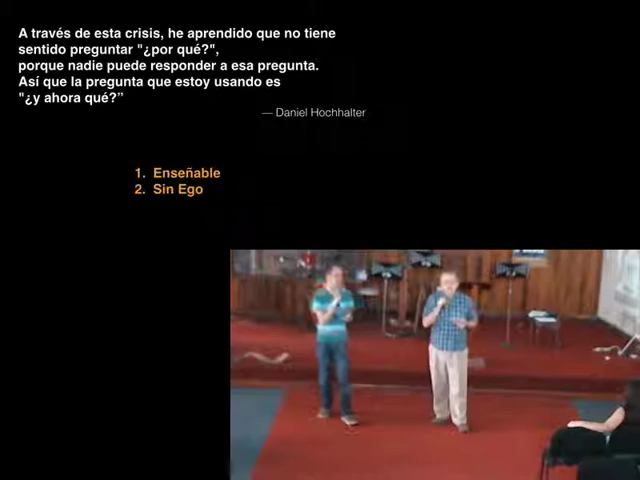 A través de esta crisis, he aprendido que no tiene
sentido preguntar "¿por qué?",
porque nadie puede responder a esa pregunta.
Así que la pregunta que estoy usando es
"¿y ahora qué?”
— Daniel Hochhalter
1. Enseñable
2. Sin Ego